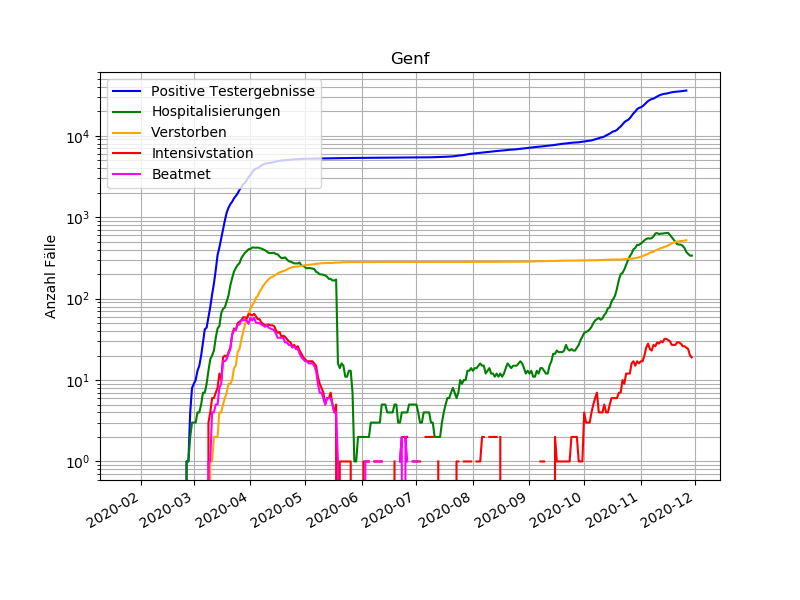 Genf
Positive Testergebnisse
Hospitalisierungen
Verstorben
Intensivstation
Beatmet
Anzahl Fälle
10⁴
10³
10²
10¹
10⁰
2020-02
2020-03
2020-04
2020-05
2020-06
2020-07
2020-08
2020-09
2020-10
2020-11
2020-12